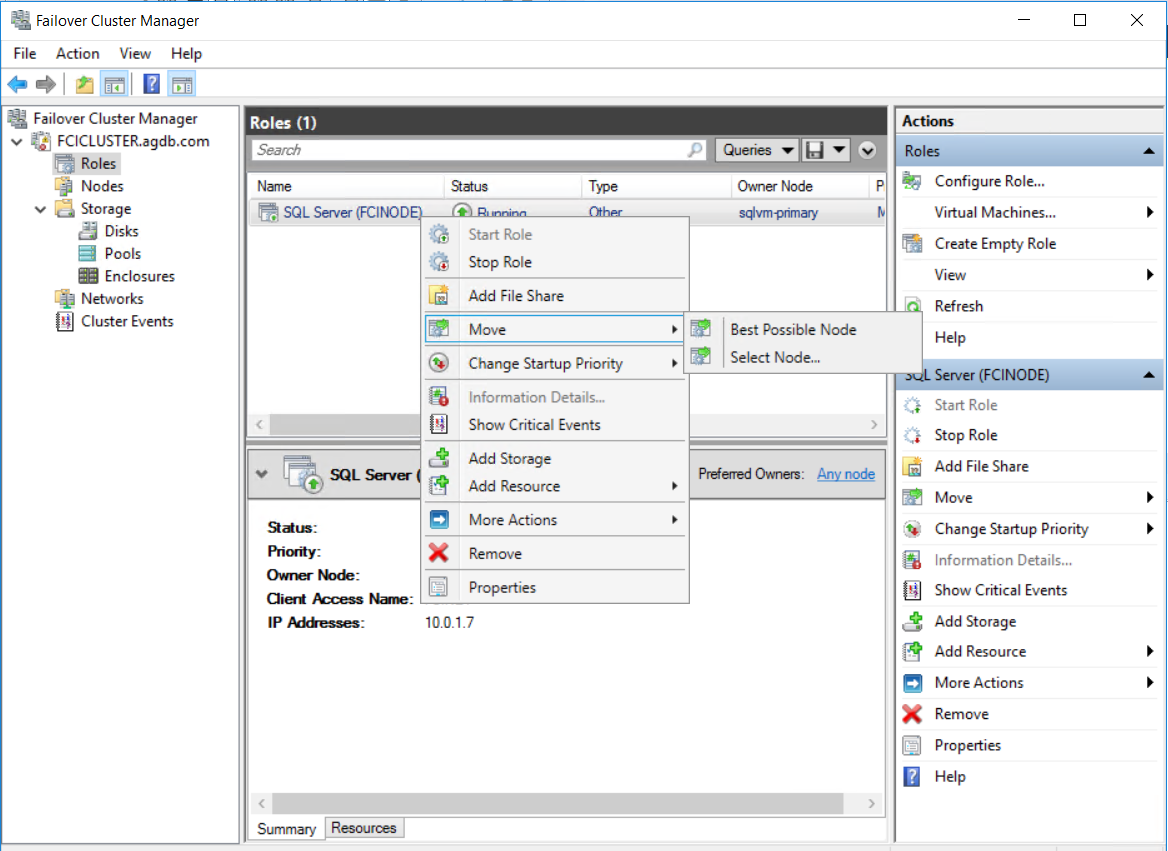 Failover Cluster Manager
File Action View Help
Failover Cluster Manager
FCICLUSTER.agdb.com
Roles
Nodes
Storage
Disks
Pools
Enclosures
Networks
Cluster Events
Roles (1)
Search
Queries
Name Status Type Owner Node P
SQL Server (FCINODE) Running Other sqlvm-primary M
Start Role
Stop Role
Add File Share
Move
Change Startup Priority
Information Details...
Show Critical Events
Add Storage
Add Resource
More Actions
Remove
Properties
Best Possible Node
Select Node...
SQL Server ( Preferred Owners: Any node
Status:
Priority:
Owner Node:
Client Access Name:
IP Addresses: 10.0.1.7
Summary Resources
Actions
Roles
Configure Role...
Virtual Machines...
Create Empty Role
View
Refresh
Help
SQL Server (FCINODE)
Start Role
Stop Role
Add File Share
Move
Change Startup Priority
Information Details...
Show Critical Events
Add Storage
Add Resource
More Actions
Remove
Properties
Help